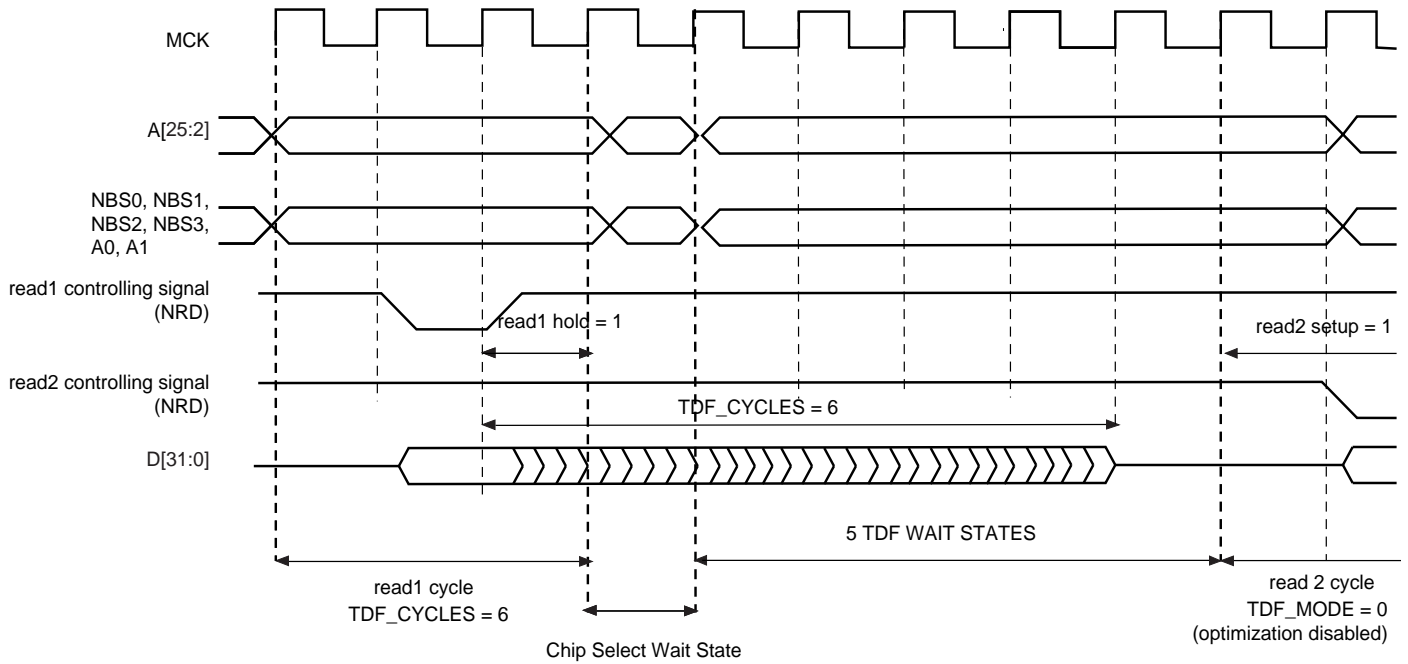 MCK
A[25:2]
NBS0, NBS1,
NBS2, NBS3,
A0, A1
read1 controlling signal
(NRD)
read1 hold = 1
read2 setup = 1
read2 controlling signal
(NRD)
TDF_CYCLES = 6
D[31:0]
5 TDF WAIT STATES
read1 cycle
TDF_CYCLES = 6
read 2 cycle
TDF_MODE = 0
(optimization disabled)
Chip Select Wait State